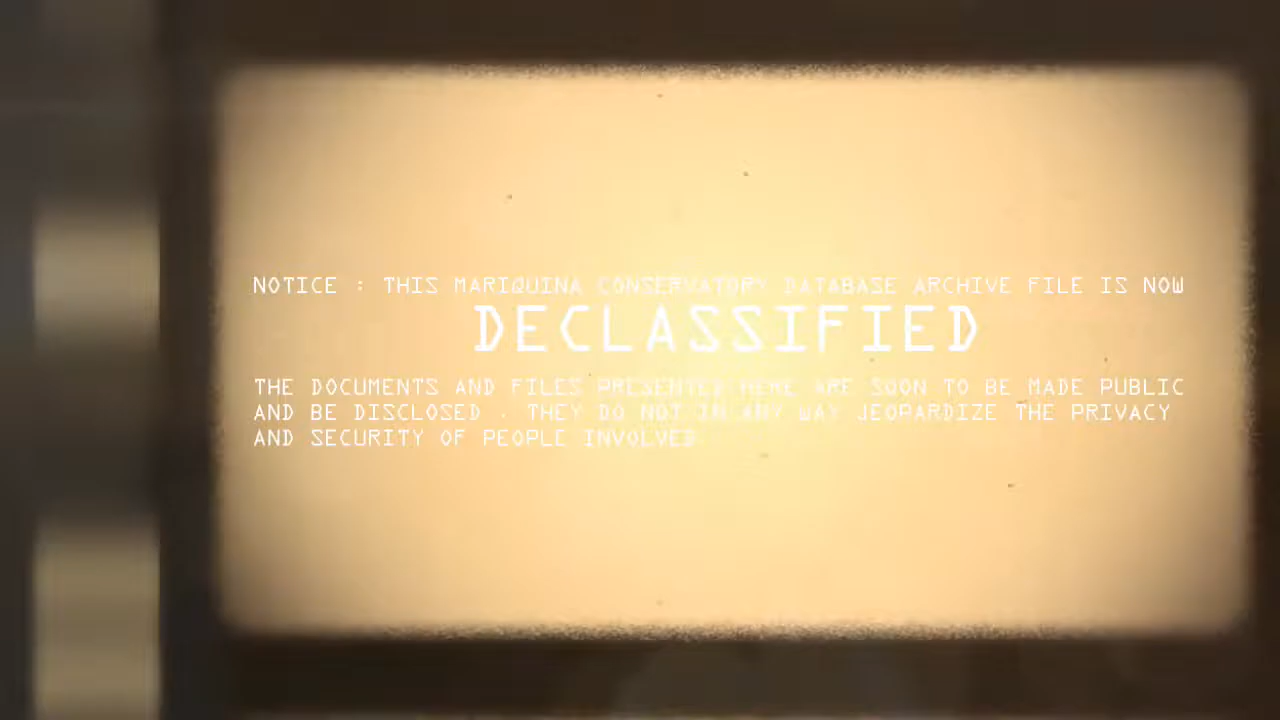 NOTICE : THIS MARIQUINA CONSERVATORY DATABASE ARCHIVE FILE IS NOW
DECLASSIFIED
THE DOCUMENTS AND FILES PRESENTED HERE ARE SOON TO BE MADE PUBLIC
AND BE DISCLOSED . THEY DO NOT IN ANY WAY JEOPARDIZE THE PRIVACY
AND SECURITY OF PEOPLE INVOLVED